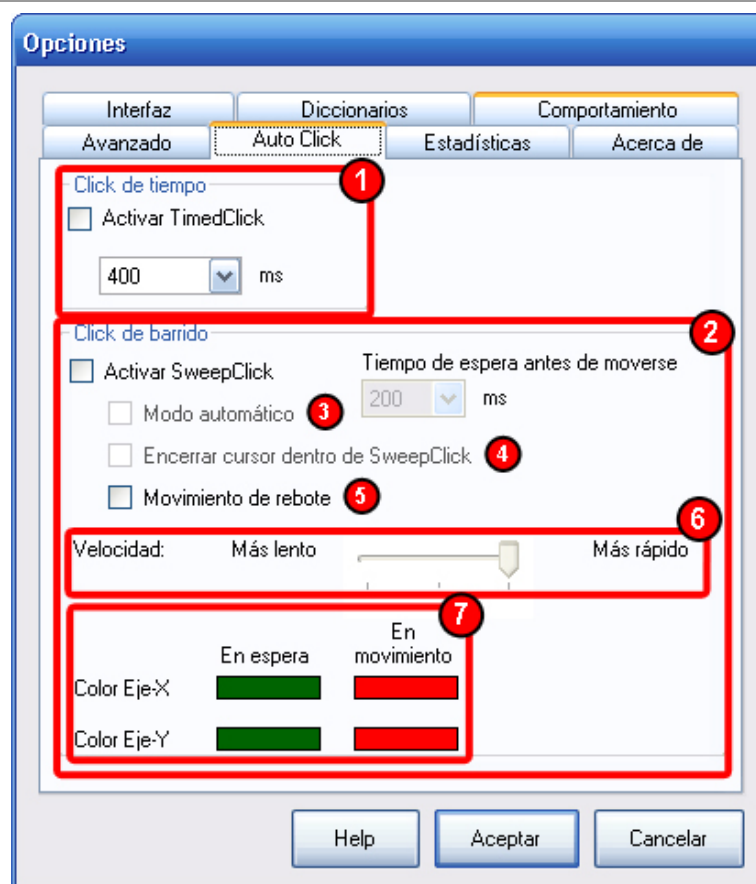 Opciones
Interfaz
Diccionarios
Comportamiento
Avanzado
Auto Click
Estadísticas
Acerca de
Click de tiempo
1
Activar TimedClick
400
ms
Click de barrido
2
Activar SweepClick
Tiempo de espera antes de moverse
200
ms
Modo automático
3
Encerrar cursor dentro de SweepClick
4
Movimiento de rebote
5
6
Velocidad:
Más lento
Más rápido
7
En espera
En
movimiento
Color Eje-X
Color Eje-Y
Help
Aceptar
Cancelar